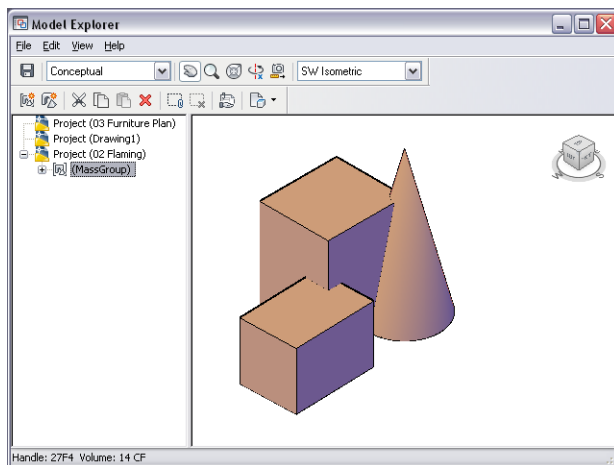 Model Explorer
File Edit View Help
Conceptual SW Isometric
Project (03 Furniture Plan)
Project (Drawing1)
Project (02 Flaming)
(MassGroup)
Handle: 27F4 Volume: 14 CF